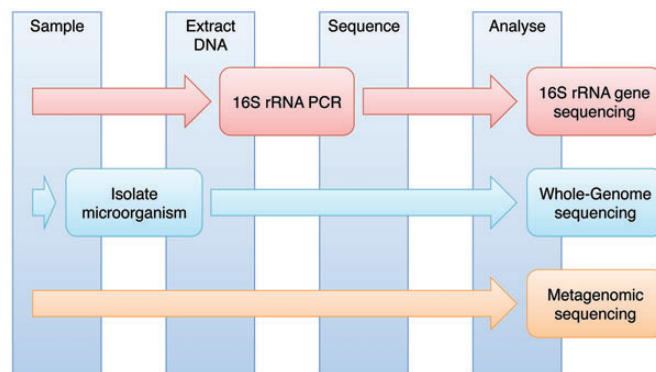 Sample
Extract
DNA
Sequence
Analyse
16S rRNA PCR
16S rRNA gene
sequencing
Isolate
microorganism
Whole-Genome
sequencing
Metagenomic
sequencing